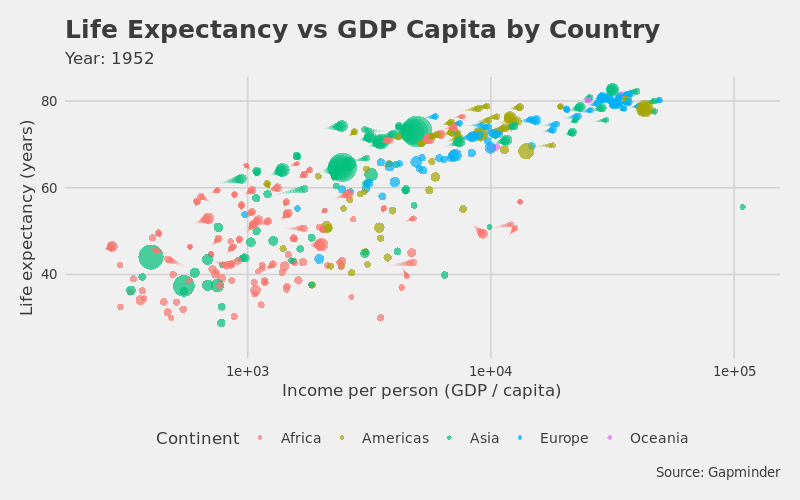 Life Expectancy vs GDP Capita by Country
Year: 1952
Life expectancy (years)
80
60
40
1e+03 1e+04 1e+05
Income per person (GDP / capita)
Continent Africa Americas Asia Europe Oceania
Source: Gapminder